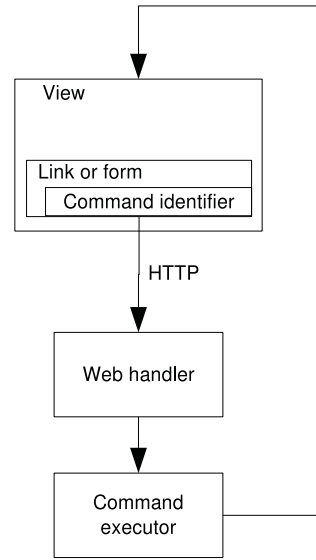 View
Link or form
Command identifier
HTTP
Web handler
Command
executor